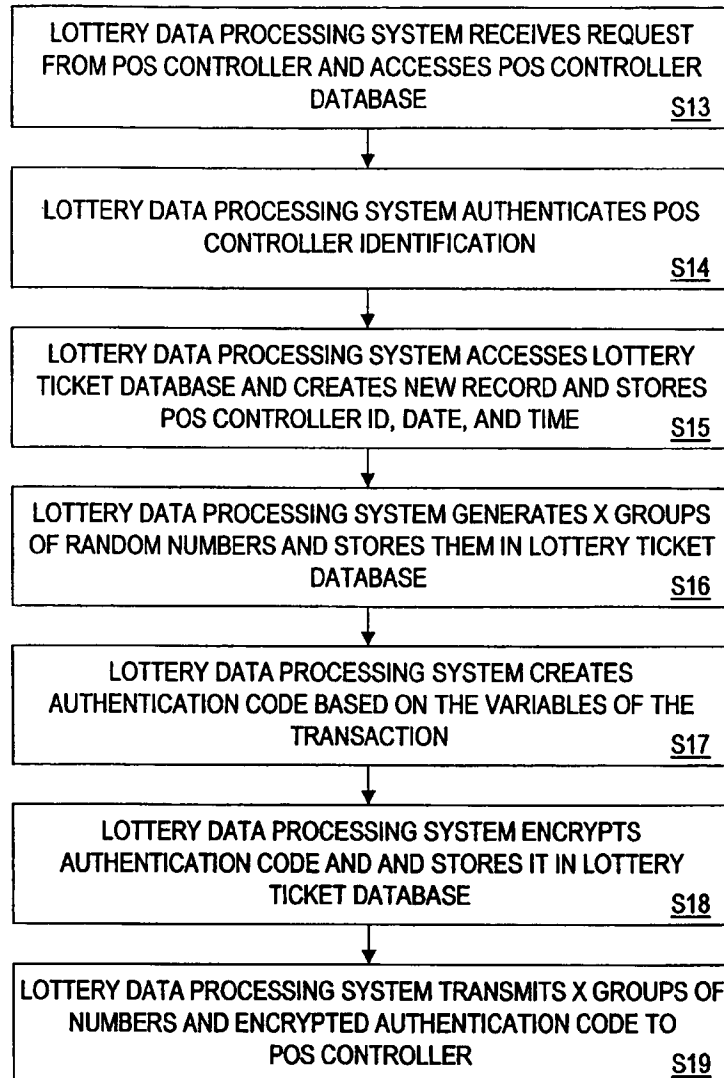 LOTTERY DATA PROCESSING SYSTEM RECEIVES REQUEST
FROM POS CONTROLLER AND ACCESSES POS CONTROLLER
DATABASE
S13
LOTTERY DATA PROCESSING SYSTEM AUTHENTICATES POS
CONTROLLER IDENTIFICATION
S14
LOTTERY DATA PROCESSING SYSTEM ACCESSES LOTTERY
TICKET DATABASE AND CREATES NEW RECORD AND STORES
POS CONTROLLER ID, DATE, AND TIME
S15
LOTTERY DATA PROCESSING SYSTEM GENERATES X GROUPS
OF RANDOM NUMBERS AND STORES THEM IN LOTTERY TICKET
DATABASE
S16
LOTTERY DATA PROCESSING SYSTEM CREATES
AUTHENTICATION CODE BASED ON THE VARIABLES OF THE
TRANSACTION
S17
LOTTERY DATA PROCESSING SYSTEM ENCRYPTS
AUTHENTICATION CODE AND AND STORES IT IN LOTTERY
TICKET DATABASE
S18
LOTTERY DATA PROCESSING SYSTEM TRANSMITS X GROUPS OF
NUMBERS AND ENCRYPTED AUTHENTICATION CODE TO
POS CONTROLLER
S19